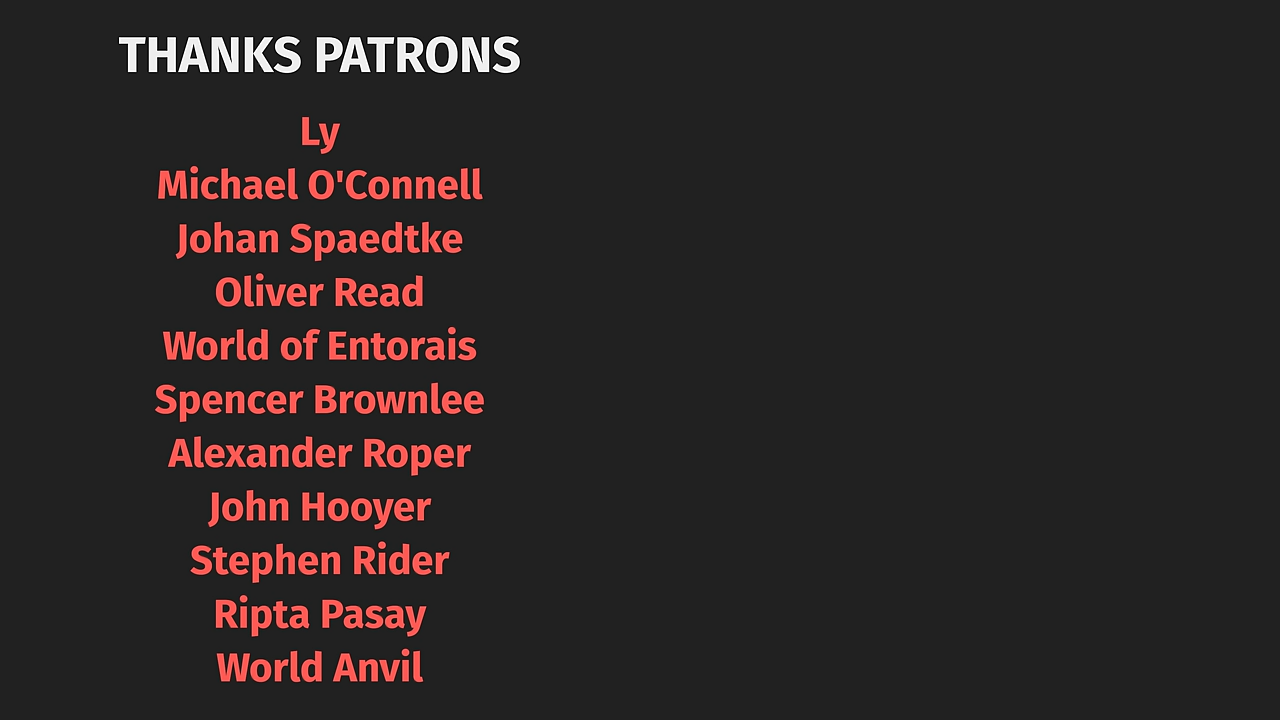 THANKS PATRONS
Ly
Michael O'Connell
Johan Spaedtke
Oliver Read
World of Entorais
Spencer Brownlee
Alexander Roper
John Hooyer
Stephen Rider
Ripta Pasay
World Anvil